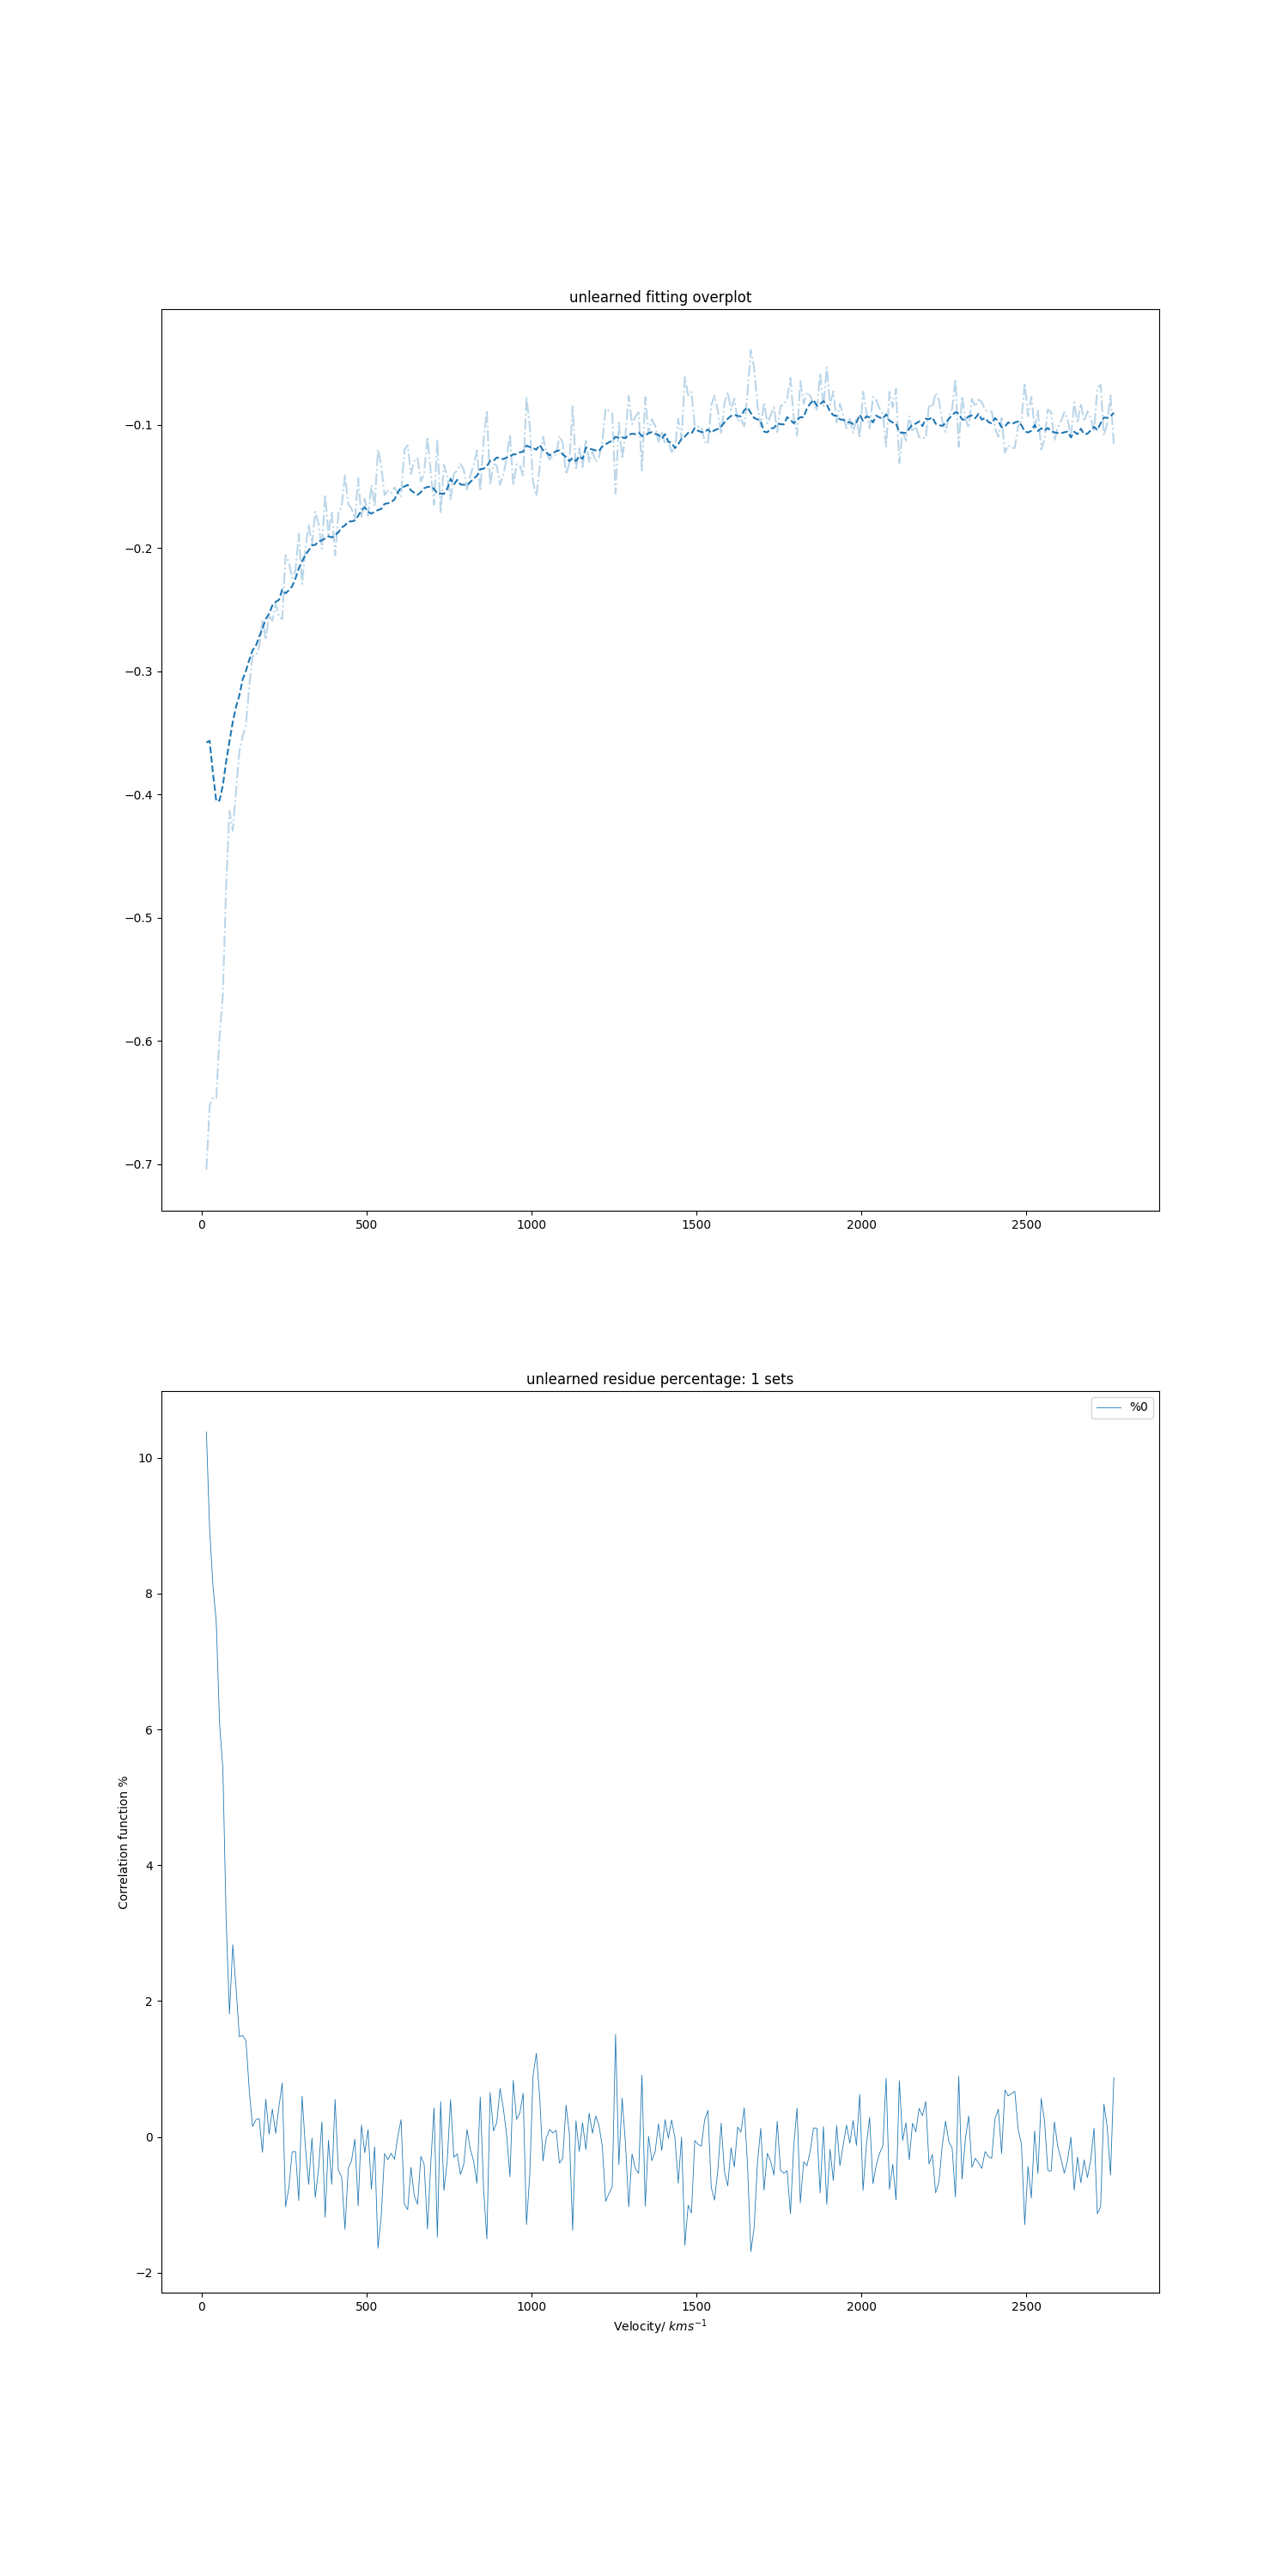 unlearned fitting overplot
−0.1
−0.2
−0.3
−0.4
−0.5
−0.6
−0.7
0 500 1000 1500 2000 2500
unlearned residue percentage: 1 sets
%0
10
8
6
4
2
0
−2
Correlation function %
0 500 1000 1500 2000 2500
Velocity/ kms⁻¹